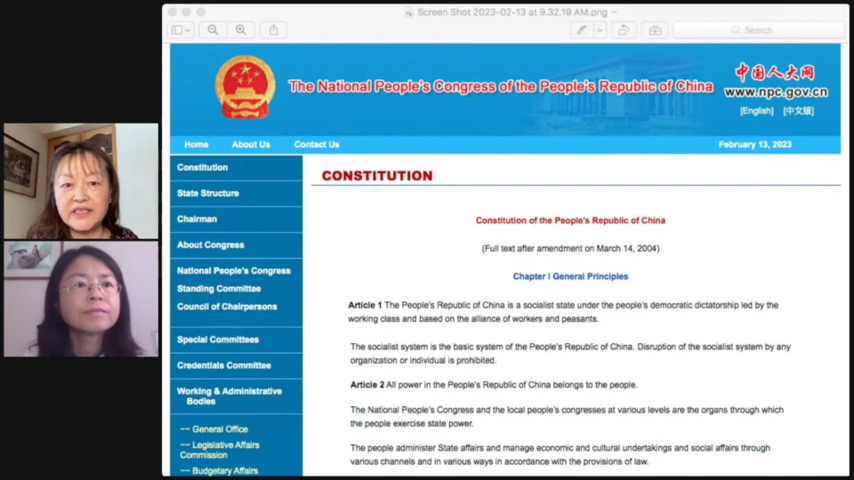 Screen Shot 2023-02-13 at 9.32.19 AM.png
Search
The National People's Congress of the People's Republic of China
中国人大网
www.npc.gov.cn
[English] [中文版]
Home About Us Contact Us February 13, 2023
Constitution
State Structure
Chairman
About Congress
National People's Congress
Standing Committee
Council of Chairpersons
Special Committees
Credentials Committee
Working & Administrative
Bodies
-- General Office
-- Legislative Affairs
Commission
-- Budgetary Affairs
CONSTITUTION
Constitution of the People's Republic of China
(Full text after amendment on March 14, 2004)
Chapter I General Principles
Article 1 The People's Republic of China is a socialist state under the people's democratic dictatorship led by the
working class and based on the alliance of workers and peasants.
The socialist system is the basic system of the People's Republic of China. Disruption of the socialist system by any
organization or individual is prohibited.
Article 2 All power in the People's Republic of China belongs to the people.
The National People's Congress and the local people's congresses at various levels are the organs through which
the people exercise state power.
The people administer State affairs and manage economic and cultural undertakings and social affairs through
various channels and in various ways in accordance with the provisions of law.